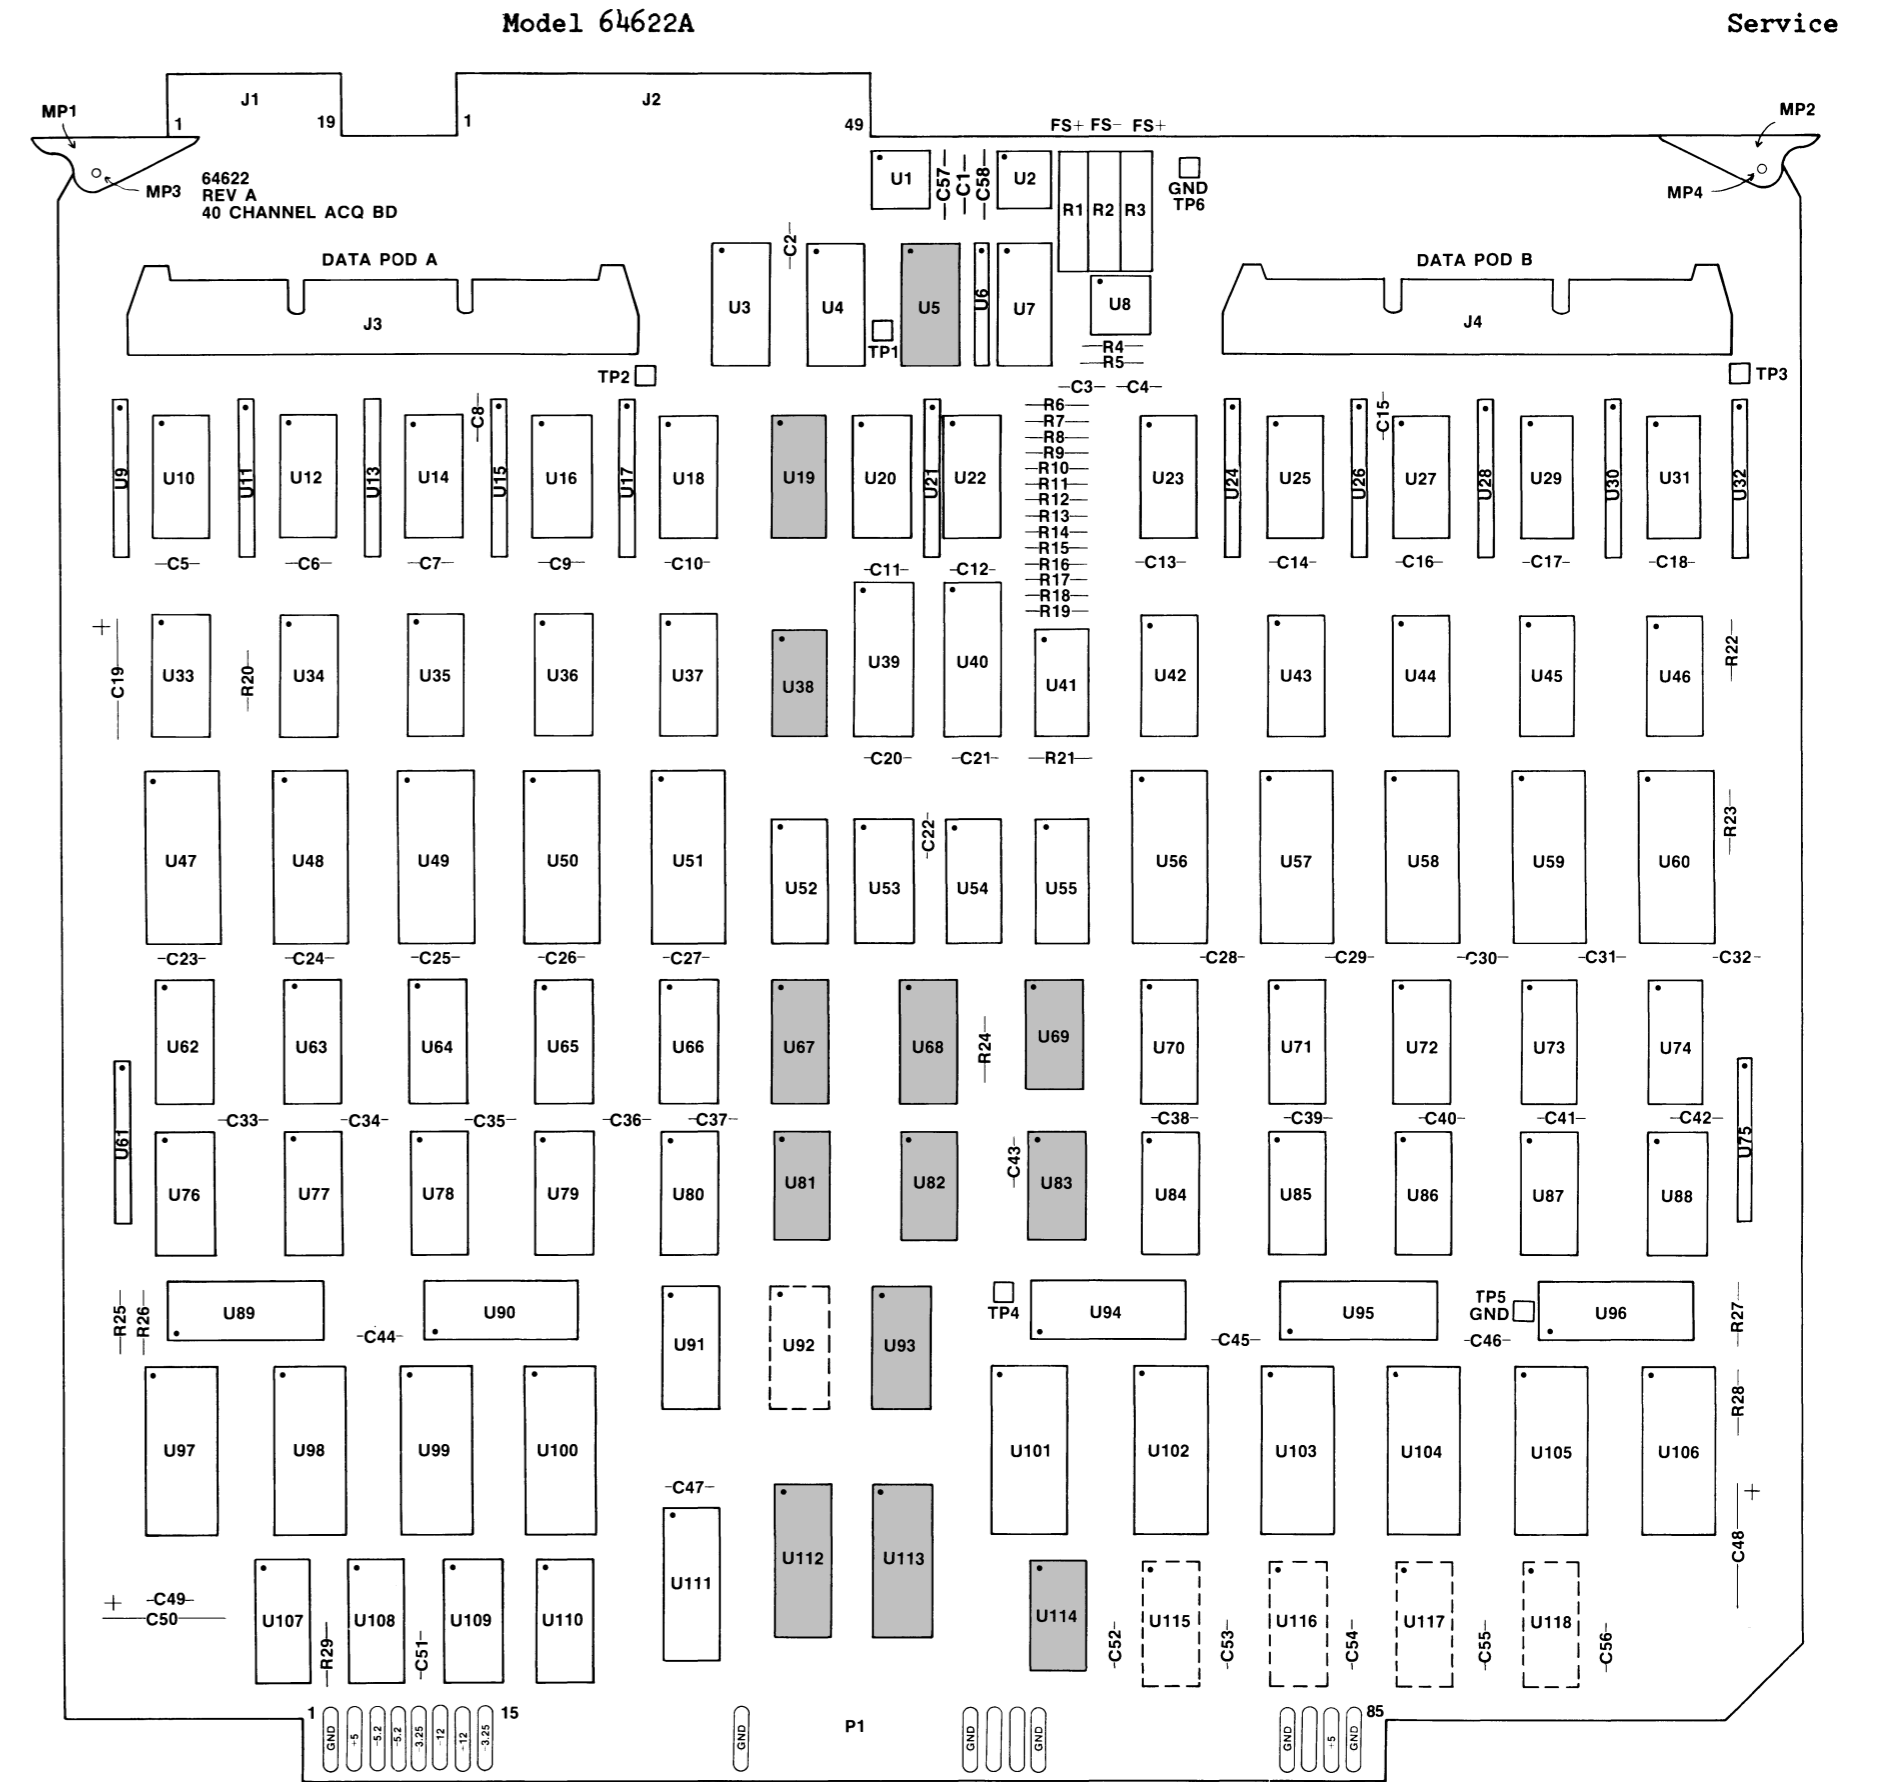 Model 64622A
Service
MP1
J1
1
19
J2
1
49
FS+ FS- FS+
MP2
MP3
64622
REV A
40 CHANNEL ACQ BD
U1
C57
C1
C58
U2
R1
R2
R3
GND
TP6
MP4
DATA POD A
J3
C2
U3
U4
TP1
U5
U6
U7
U8
R4
R5
DATA POD B
J4
TP2
C3
C4
TP3
U9
U10
U11
U12
U13
U14
C8
U15
U16
U17
U18
U19
U20
U21
U22
R6
R7
R8
R9
R10
R11
R12
R13
R14
R15
R16
R17
R18
R19
U23
U24
U25
U26
C15
U27
U28
U29
U30
U31
U32
C5
C6
C7
C9
C10
C11
C12
C13
C14
C16
C17
C18
+
C19
U33
R20
U34
U35
U36
U37
U38
U39
U40
U41
U42
U43
U44
U45
U46
R22
C20
C21
R21
U47
U48
U49
U50
U51
U52
U53
C22
U54
U55
U56
U57
U58
U59
U60
R23
C23
C24
C25
C26
C27
C28
C29
C30
C31
C32
U62
U63
U64
U65
U66
U67
U68
R24
U69
U70
U71
U72
U73
U74
U61
C33
C34
C35
C36
C37
C38
C39
C40
C41
C42
U75
U76
U77
U78
U79
U80
U81
U82
C43
U83
U84
U85
U86
U87
U88
R25
R26
U89
C44
U90
U91
U92
U93
TP4
U94
C45
U95
TP5
GND
C46
U96
R27
U97
U98
U99
U100
U101
U102
U103
U104
U105
U106
R28
C47
U111
U112
U113
+
C48
+
C49
C50
U107
R29
U108
C51
U109
U110
U114
C52
U115
C53
U116
C54
U117
C55
U118
C56
1
GND
+5
-5.2
-5.2
-3.25
-12
-12
-3.25
15
GND
P1
GND
GND
GND
+5
GND
85